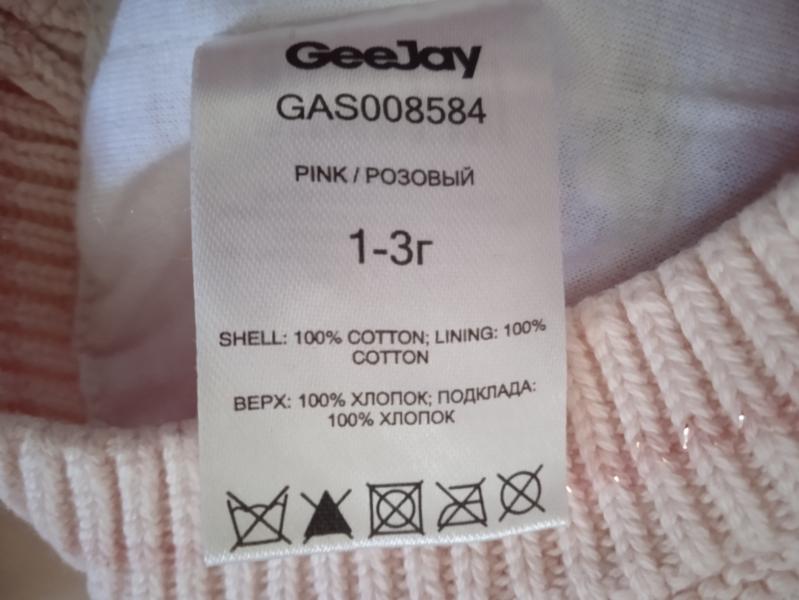 GeeJay
GAS008584
PINK / РОЗОВЫЙ
1-3г
SHELL: 100% COTTON; LINING: 100%
COTTON
ВЕРХ: 100% ХЛОПОК; ПОДКЛАДА:
100% ХЛОПОК